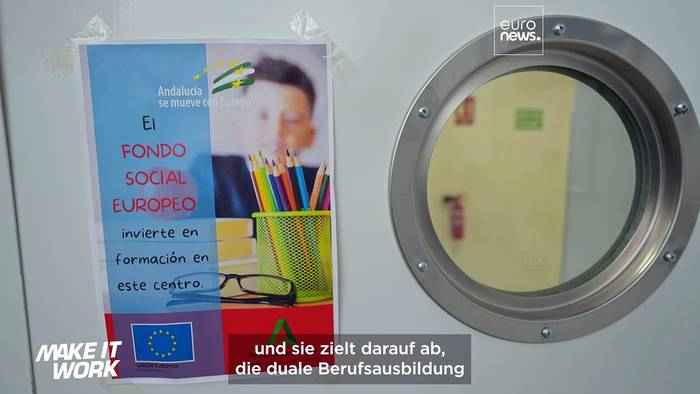 euro
news.
Andalucía
se mueve con Europa
El
FONDO
SOCIAL
EUROPEO
invierte en
formación en
este centro.
MAKE IT
WORK
und sie zielt darauf ab,
die duale Berufsausbildung